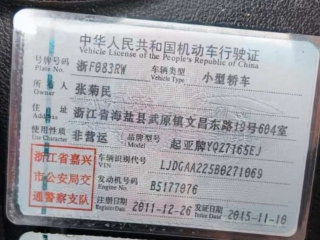 中华人民共和国机动车行驶证
Vehicle License of the People's Republic of China
号牌号码 浙F083RW 车辆类型 小型轿车
Plate No. Vehicle Type
所有人 张菊民
Owner
住址 浙江省海盐县武原镇文昌东路19号604室
Address
使用性质 非营运 品牌型号 起亚牌YQZ7165EJ
Use Character Model
浙江省嘉兴
市公安局交
通警察支队
车辆识别代号 LJDGAA225B0271069
VIN
发动机号码 B5177076
Engine No.
注册日期 2011-12-26 发证日期 2015-11-10
Register Date Issue Date